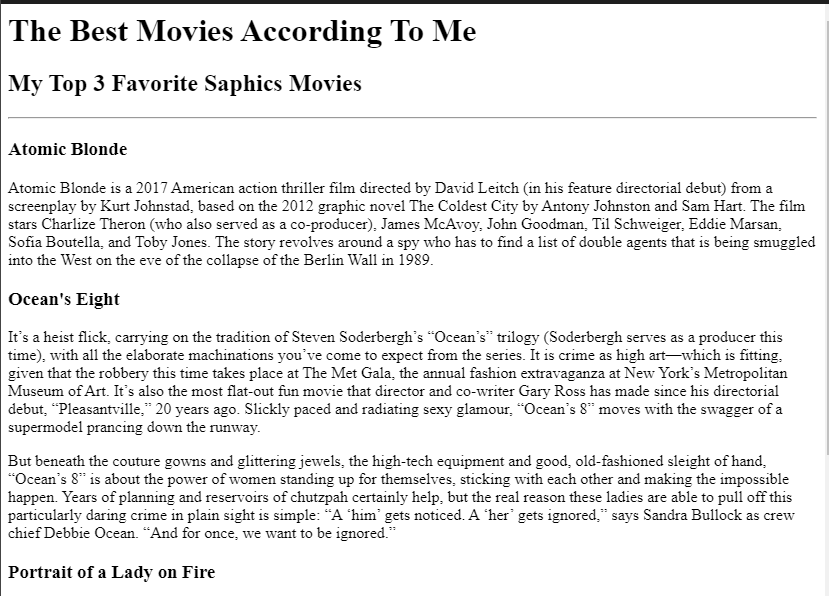 The Best Movies According To Me
My Top 3 Favorite Saphics Movies
Atomic Blonde
Atomic Blonde is a 2017 American action thriller film directed by David Leitch (in his feature directorial debut) from a
screenplay by Kurt Johnstad, based on the 2012 graphic novel The Coldest City by Antony Johnston and Sam Hart. The film
stars Charlize Theron (who also served as a co-producer), James McAvoy, John Goodman, Til Schweiger, Eddie Marsan,
Sofia Boutella, and Toby Jones. The story revolves around a spy who has to find a list of double agents that is being smuggled
into the West on the eve of the collapse of the Berlin Wall in 1989.
Ocean's Eight
It’s a heist flick, carrying on the tradition of Steven Soderbergh’s “Ocean’s” trilogy (Soderbergh serves as a producer this
time), with all the elaborate machinations you’ve come to expect from the series. It is crime as high art—which is fitting,
given that the robbery this time takes place at The Met Gala, the annual fashion extravaganza at New York’s Metropolitan
Museum of Art. It’s also the most flat-out fun movie that director and co-writer Gary Ross has made since his directorial
debut, “Pleasantville,” 20 years ago. Slickly paced and radiating sexy glamour, “Ocean’s 8” moves with the swagger of a
supermodel prancing down the runway.
But beneath the couture gowns and glittering jewels, the high-tech equipment and good, old-fashioned sleight of hand,
“Ocean’s 8” is about the power of women standing up for themselves, sticking with each other and making the impossible
happen. Years of planning and reservoirs of chutzpah certainly help, but the real reason these ladies are able to pull off this
particularly daring crime in plain sight is simple: “A ‘him’ gets noticed. A ‘her’ gets ignored,” says Sandra Bullock as crew
chief Debbie Ocean. “And for once, we want to be ignored.”
Portrait of a Lady on Fire